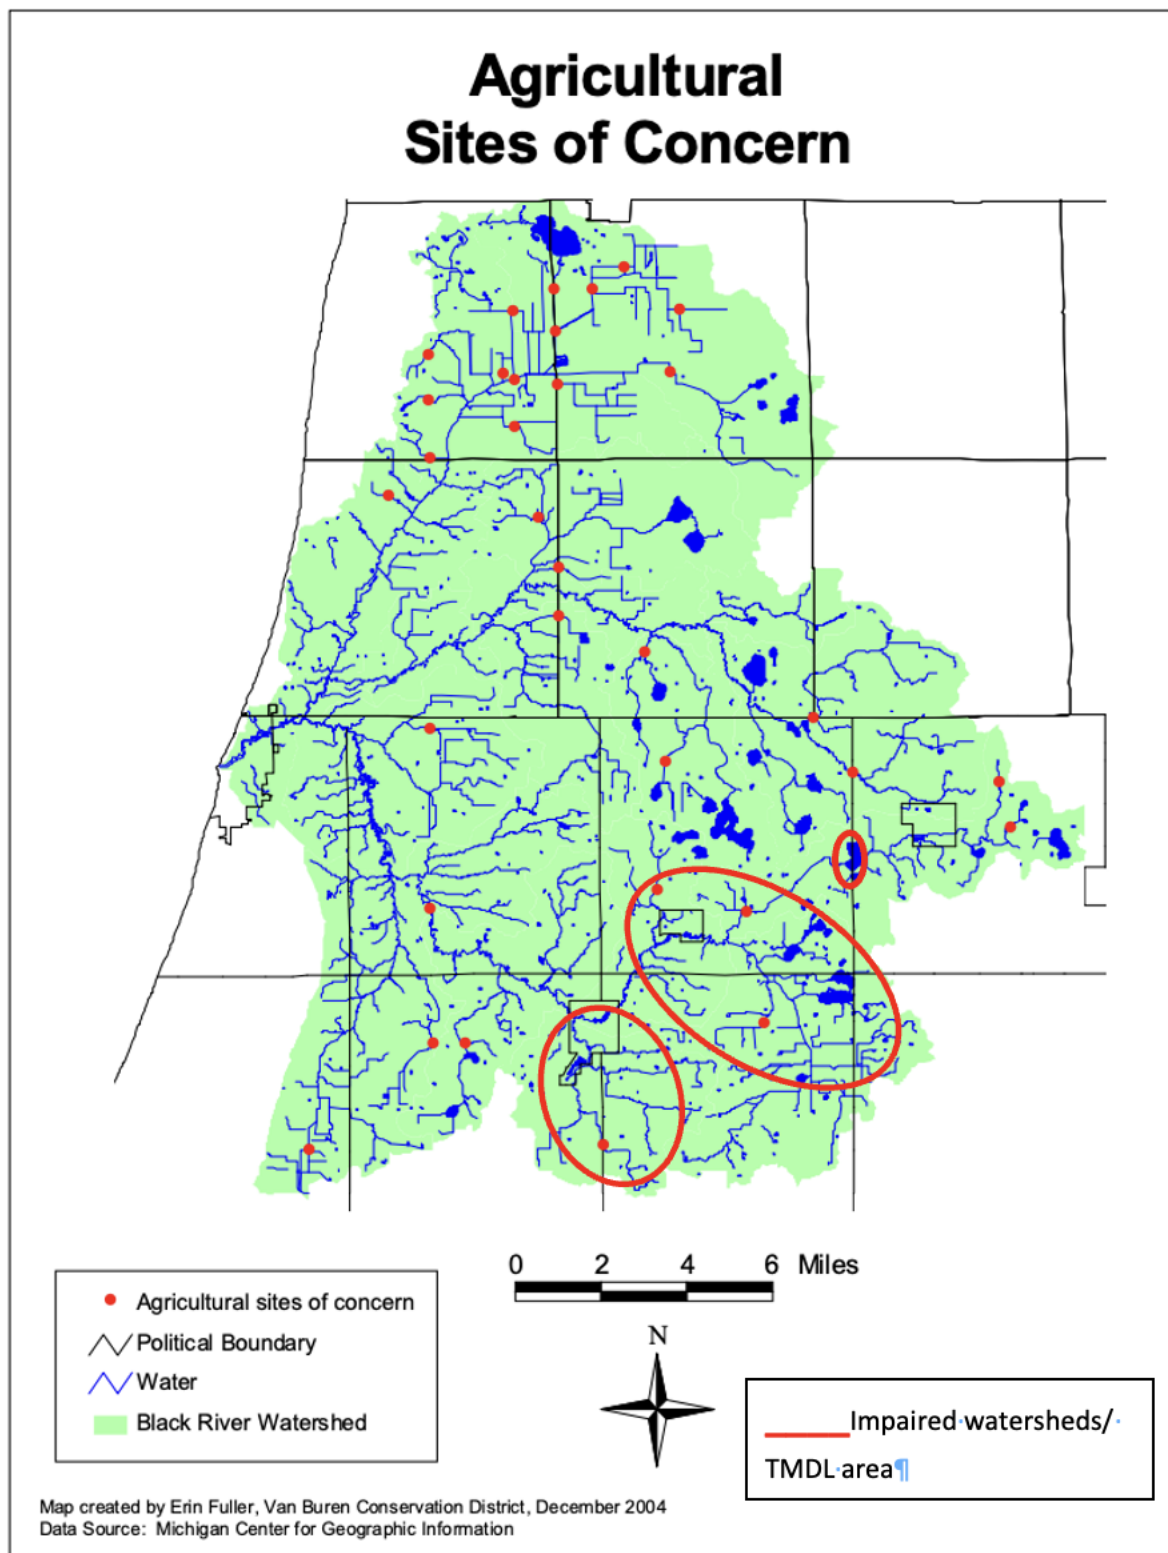 Agricultural
Sites of Concern
0 2 4 6 Miles
N
Agricultural sites of concern
Political Boundary
Water
Black River Watershed
Impaired·watersheds/·
TMDL·area¶
Map created by Erin Fuller, Van Buren Conservation District, December 2004
Data Source: Michigan Center for Geographic Information